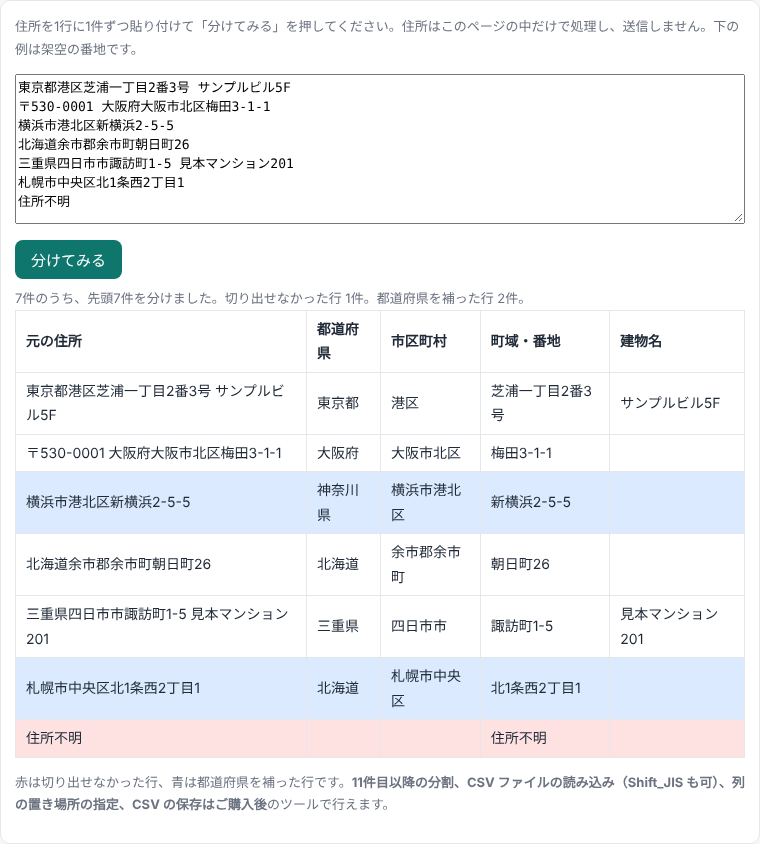 住所を1行に1件ずつ貼り付けて「分けてみる」を押してください。住所はこのページの中だけで処理し、送信しません。下の
例は架空の番地です。
東京都港区芝浦一丁目2番3号 サンプルビル5F
〒530-0001 大阪府大阪市北区梅田3-1-1
横浜市港北区新横浜2-5-5
北海道余市郡余市町朝日町26
三重県四日市市諏訪町1-5 見本マンション201
札幌市中央区北1条西2丁目1
住所不明
分けてみる
7件のうち、先頭7件を分けました。切り出せなかった行 1件。都道府県を補った行 2件。
元の住所 都道府県 市区町村 町域・番地 建物名
東京都港区芝浦一丁目2番3号 サンプルビル5F 東京都 港区 芝浦一丁目2番3号 サンプルビル5F
〒530-0001 大阪府大阪市北区梅田3-1-1 大阪府 大阪市北区 梅田3-1-1
横浜市港北区新横浜2-5-5 神奈川県 横浜市港北区 新横浜2-5-5
北海道余市郡余市町朝日町26 北海道 余市郡余市町 朝日町26
三重県四日市市諏訪町1-5 見本マンション201 三重県 四日市市 諏訪町1-5 見本マンション201
札幌市中央区北1条西2丁目1 北海道 札幌市中央区 北1条西2丁目1
住所不明 住所不明
赤は切り出せなかった行、青は都道府県を補った行です。11件目以降の分割、CSV ファイルの読み込み（Shift_JIS も可）、列
の置き場所の指定、CSV の保存はご購入後のツールで行えます。